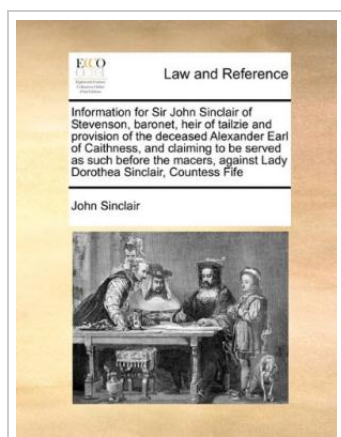 ECCO
Law and Reference
Information for Sir John Sinclair of
Stevenson, baronet, heir of tailzie and
provision of the deceased Alexander Earl
of Caithness, and claiming to be served
as such before the macers, against Lady
Dorothea Sinclair, Countess Fife
John Sinclair